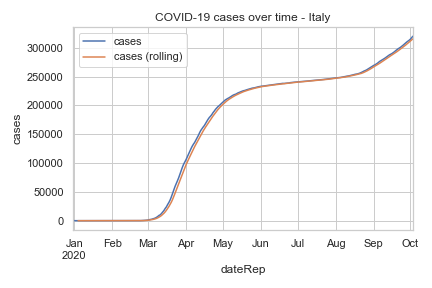 COVID-19 cases over time - Italy
cases
cases (rolling)
300000
250000
200000
150000
100000
50000
0
cases
Jan Feb Mar Apr May Jun Jul Aug Sep Oct
2020
dateRep